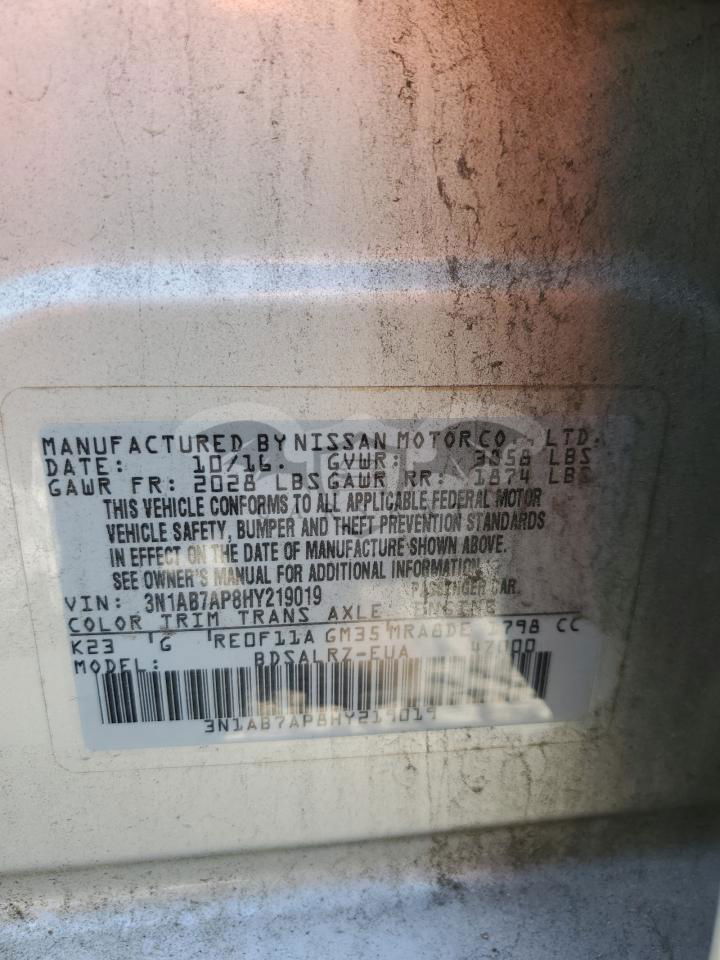 MANUFACTURED BY NISSAN MOTOR CO., LTD.
DATE: 10/16. GVWR: 3858 LBS
GAWR FR: 2028 LBS GAWR RR: 1874 LBS
THIS VEHICLE CONFORMS TO ALL APPLICABLE FEDERAL MOTOR
VEHICLE SAFETY, BUMPER AND THEFT PREVENTION STANDARDS
IN EFFECT ON THE DATE OF MANUFACTURE SHOWN ABOVE.
SEE OWNER'S MANUAL FOR ADDITIONAL INFORMATION.
PASSENGER CAR.
VIN: 3N1AB7AP8HY219019
COLOR TRIM TRANS AXLE ENGINE
K23 G RE0F11A GM35 MRA8DE 1798 CC
MODEL: BDSALRZ-EUA 47000
3N1AB7AP8HY219019